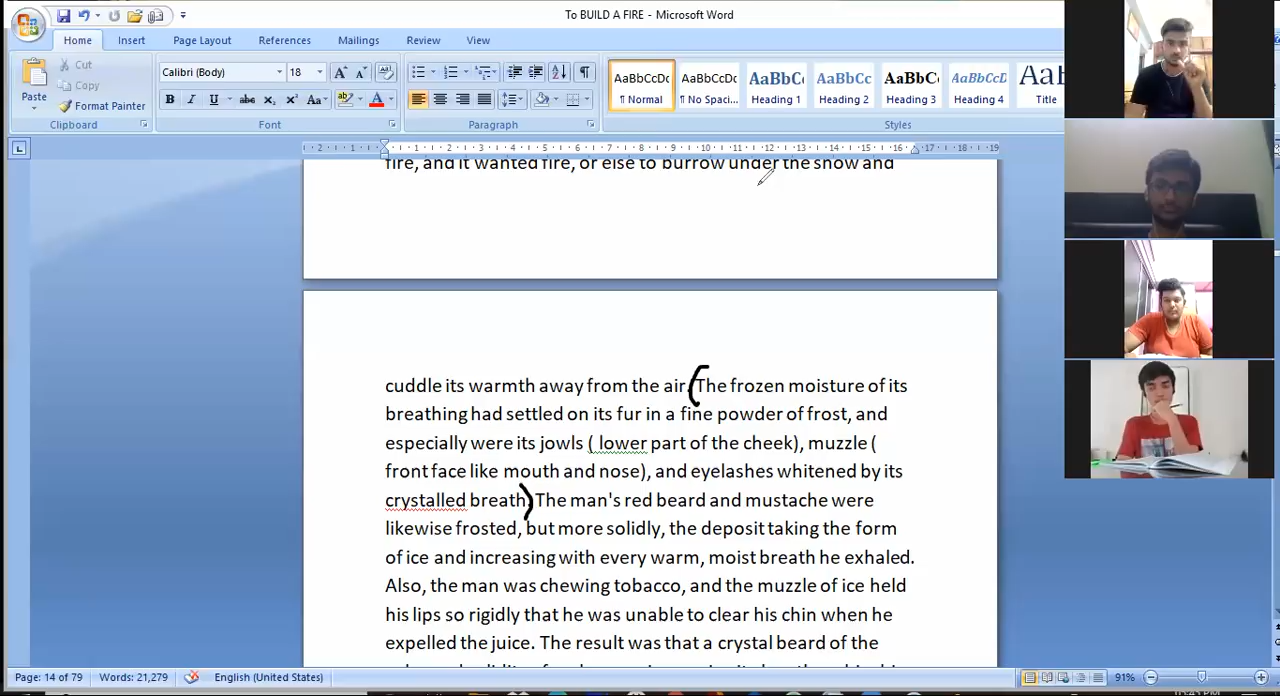 To BUILD A FIRE - Microsoft Word
Home Insert Page Layout References Mailings Review View
Paste
Cut
Copy
Format Painter
Clipboard
Calibri (Body) 18
Font
Paragraph
AaBbCcDc AaBbCcDc AaBbC AaBbCc AaBbC AaBbCcD AaB
¶ Normal ¶ No Spaci... Heading 1 Heading 2 Heading 3 Heading 4 Title
Styles
fire, and it wanted fire, or else to burrow under the snow and
cuddle its warmth away from the air. (The frozen moisture of its
breathing had settled on its fur in a fine powder of frost, and
especially were its jowls ( lower part of the cheek), muzzle (
front face like mouth and nose), and eyelashes whitened by its
crystalled breath.) The man's red beard and mustache were
likewise frosted, but more solidly, the deposit taking the form
of ice and increasing with every warm, moist breath he exhaled.
Also, the man was chewing tobacco, and the muzzle of ice held
his lips so rigidly that he was unable to clear his chin when he
expelled the juice. The result was that a crystal beard of the
Page: 14 of 79 Words: 21,279 English (United States) 91%